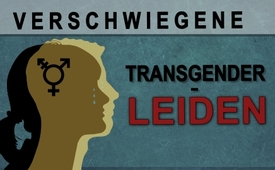 VERSCHWIEGENE
TRANSGENDER
-
LEIDEN